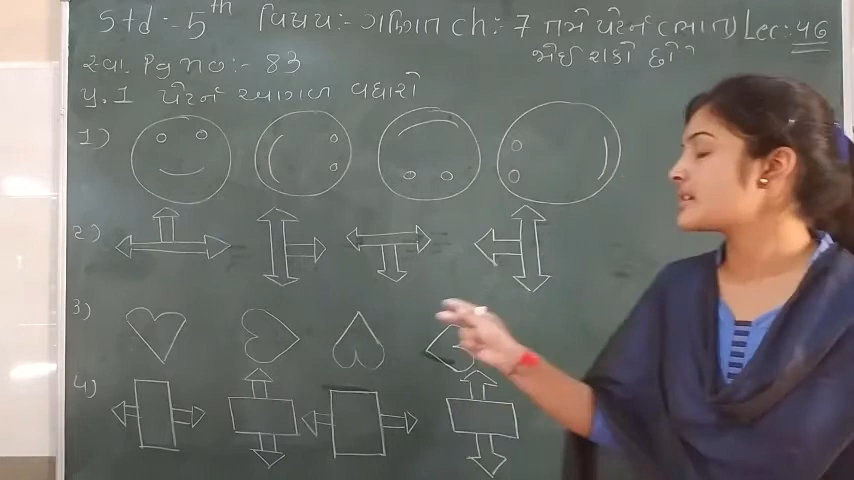 Std :- 5th વિષય :- ગણિત Ch :- 7 તમે પેટર્ન (ભાત) Lec :- 46
જોઈ શકો છો?
સ્વા. Pg no :- 83
પ્ર.1 પેટર્ન આગળ વધારો
1)
2)
3)
4)